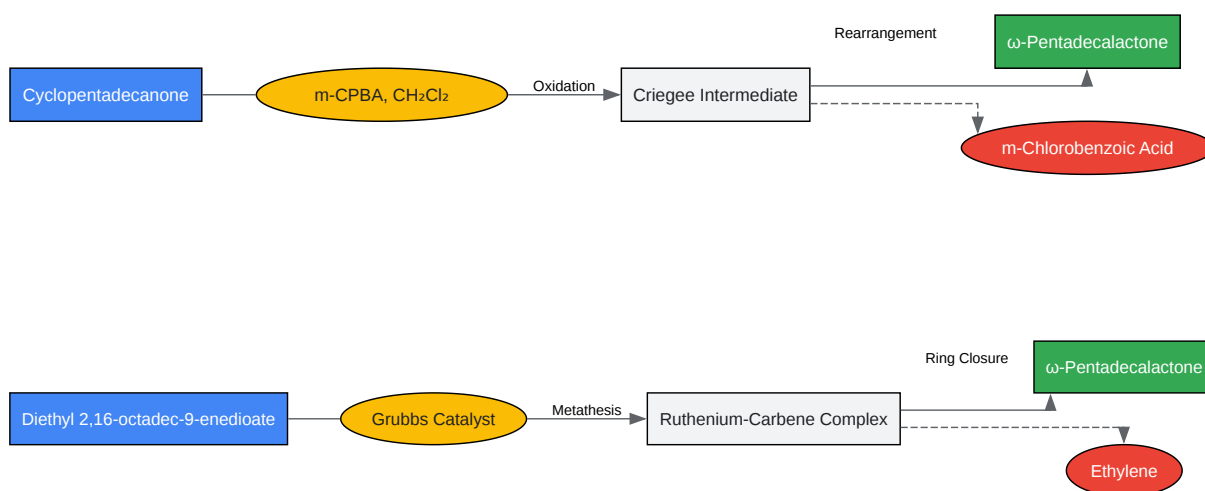 Rearrangement
ω-Pentadecalactone
Cyclopentadecanone
m-CPBA, CH₂Cl₂
Oxidation
Criegee Intermediate
m-Chlorobenzoic Acid
Ring Closure
ω-Pentadecalactone
Diethyl 2,16-octadec-9-enedioate
Grubbs Catalyst
Metathesis
Ruthenium-Carbene Complex
Ethylene